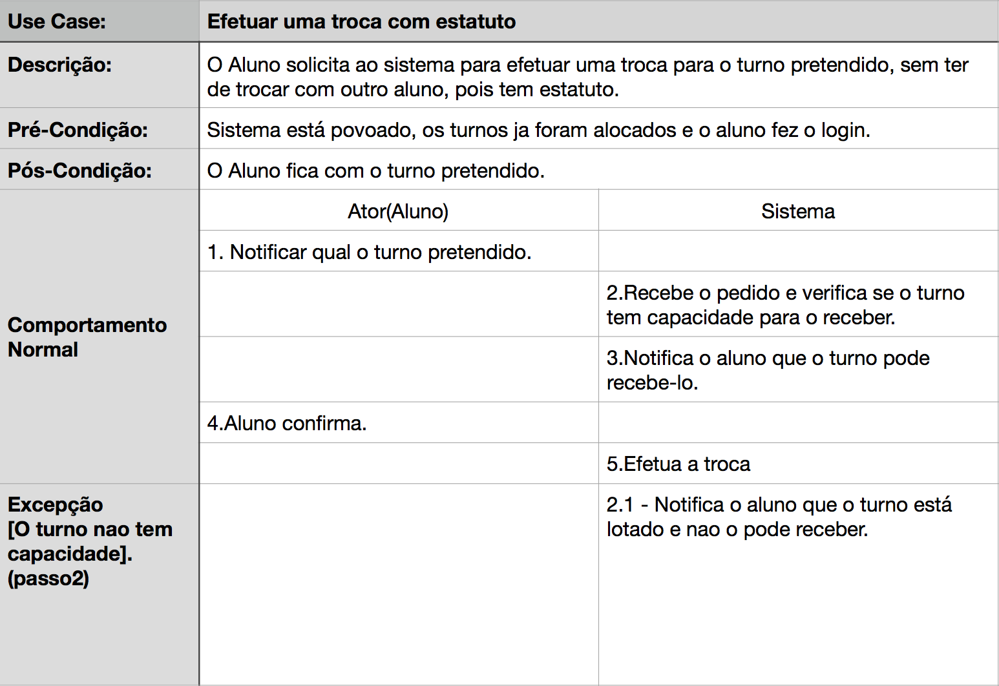 Use Case:
Efetuar uma troca com estatuto
Descrição:
O Aluno solicita ao sistema para efetuar uma troca para o turno pretendido, sem ter
de trocar com outro aluno, pois tem estatuto.
Pré-Condição:
Sistema está povoado, os turnos ja foram alocados e o aluno fez o login.
Pós-Condição:
O Aluno fica com o turno pretendido.
Comportamento
Normal
Ator(Aluno)
Sistema
1. Notificar qual o turno pretendido.
2.Recebe o pedido e verifica se o turno
tem capacidade para o receber.
3.Notifica o aluno que o turno pode
recebe-lo.
4.Aluno confirma.
5.Efetua a troca
Excepção
[O turno nao tem
capacidade].
(passo2)
2.1 - Notifica o aluno que o turno está
lotado e nao o pode receber.